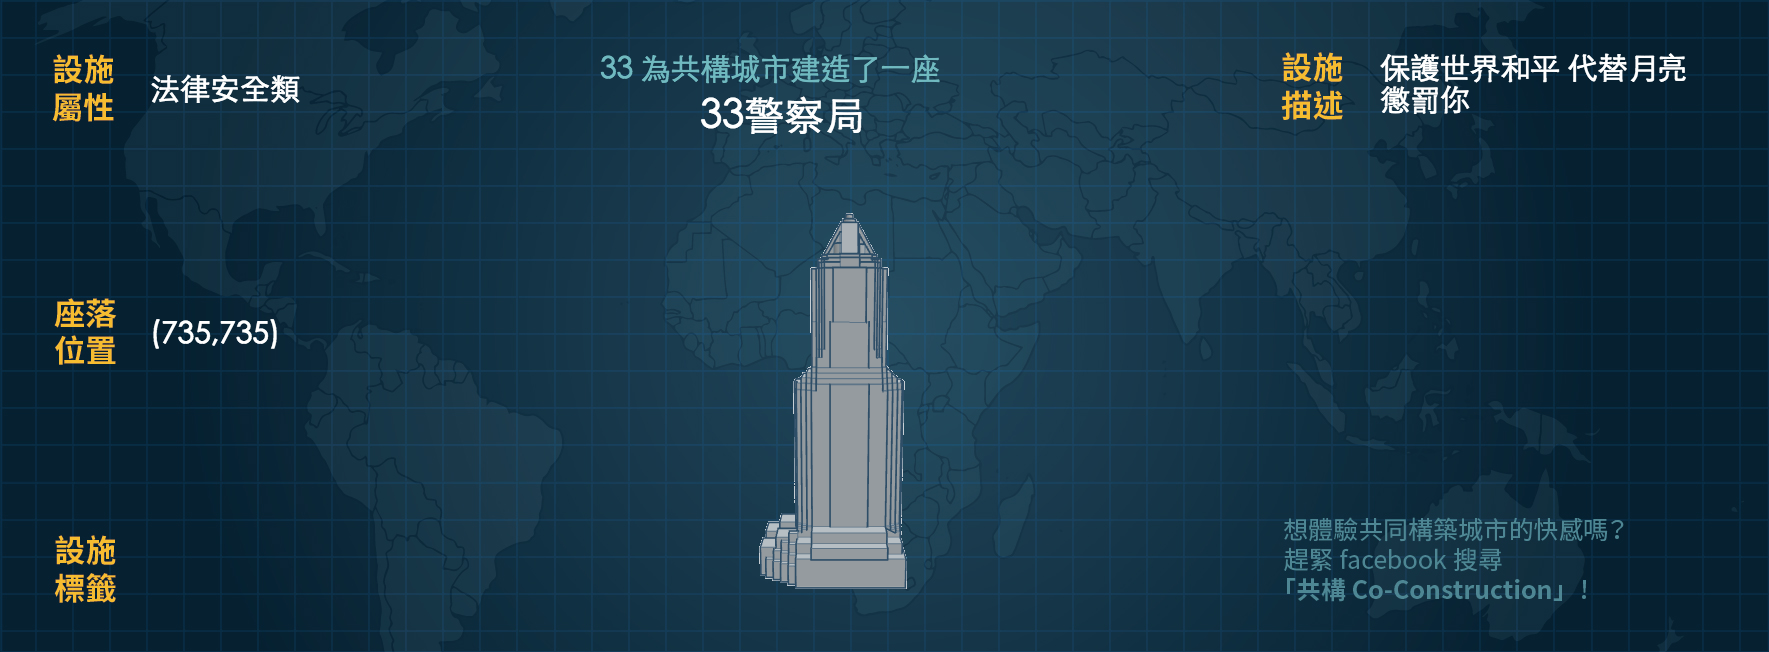 設施
屬性
法律安全類
33 為共構城市建造了一座
33警察局
設施
描述
保護世界和平 代替月亮
懲罰你
座落
位置
(735,735)
設施
標籤
想體驗共同構築城市的快感嗎？
趕緊 facebook 搜尋
「共構 Co-Construction」！